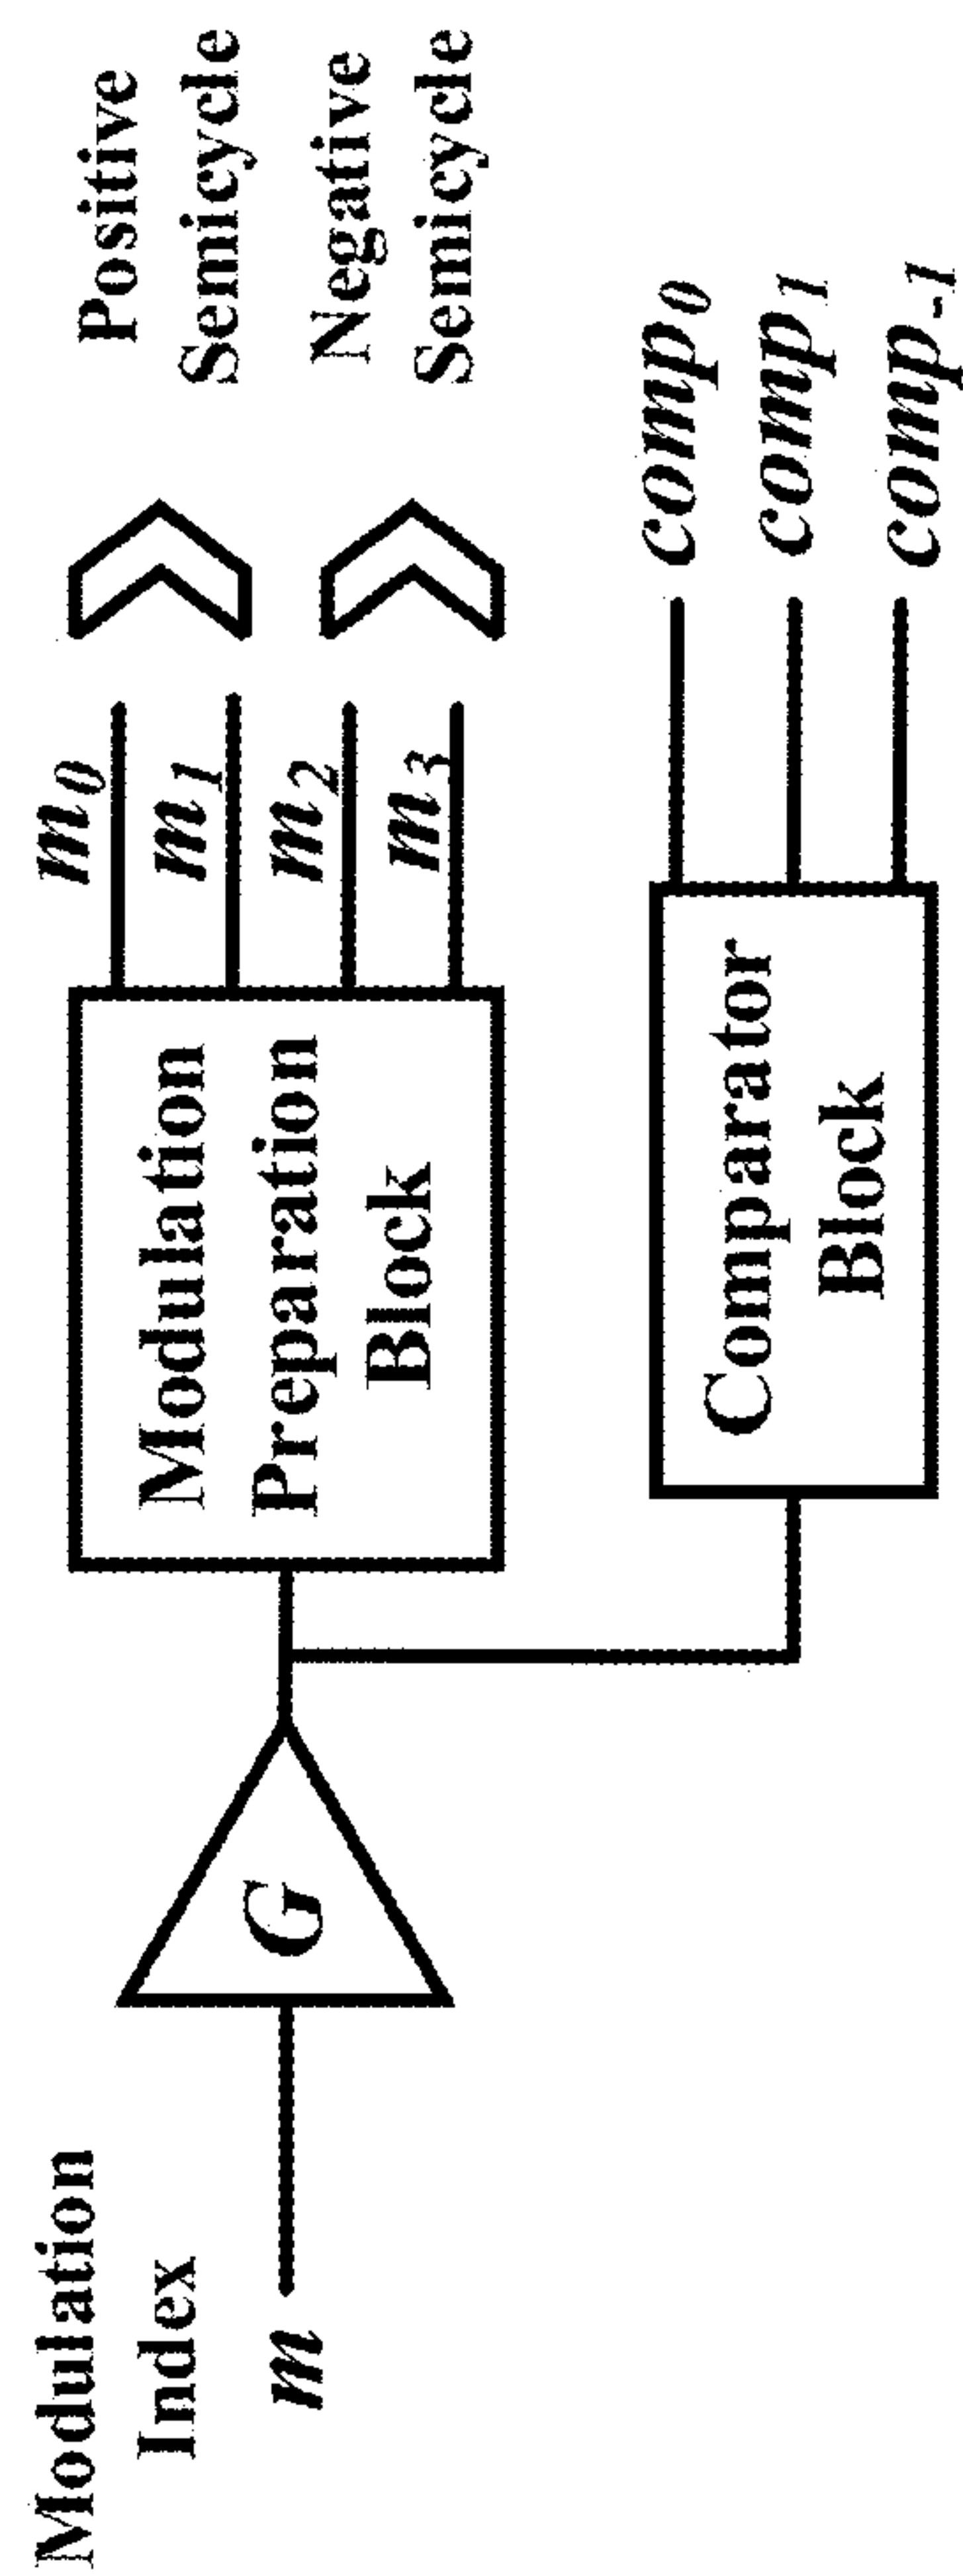 Modulation
Index
m
G
Modulation
Preparation
Block
m0
m1
m2
m3
Positive
Semicycle
Negative
Semicycle
Comparator
Block
comp0
comp1
comp-1